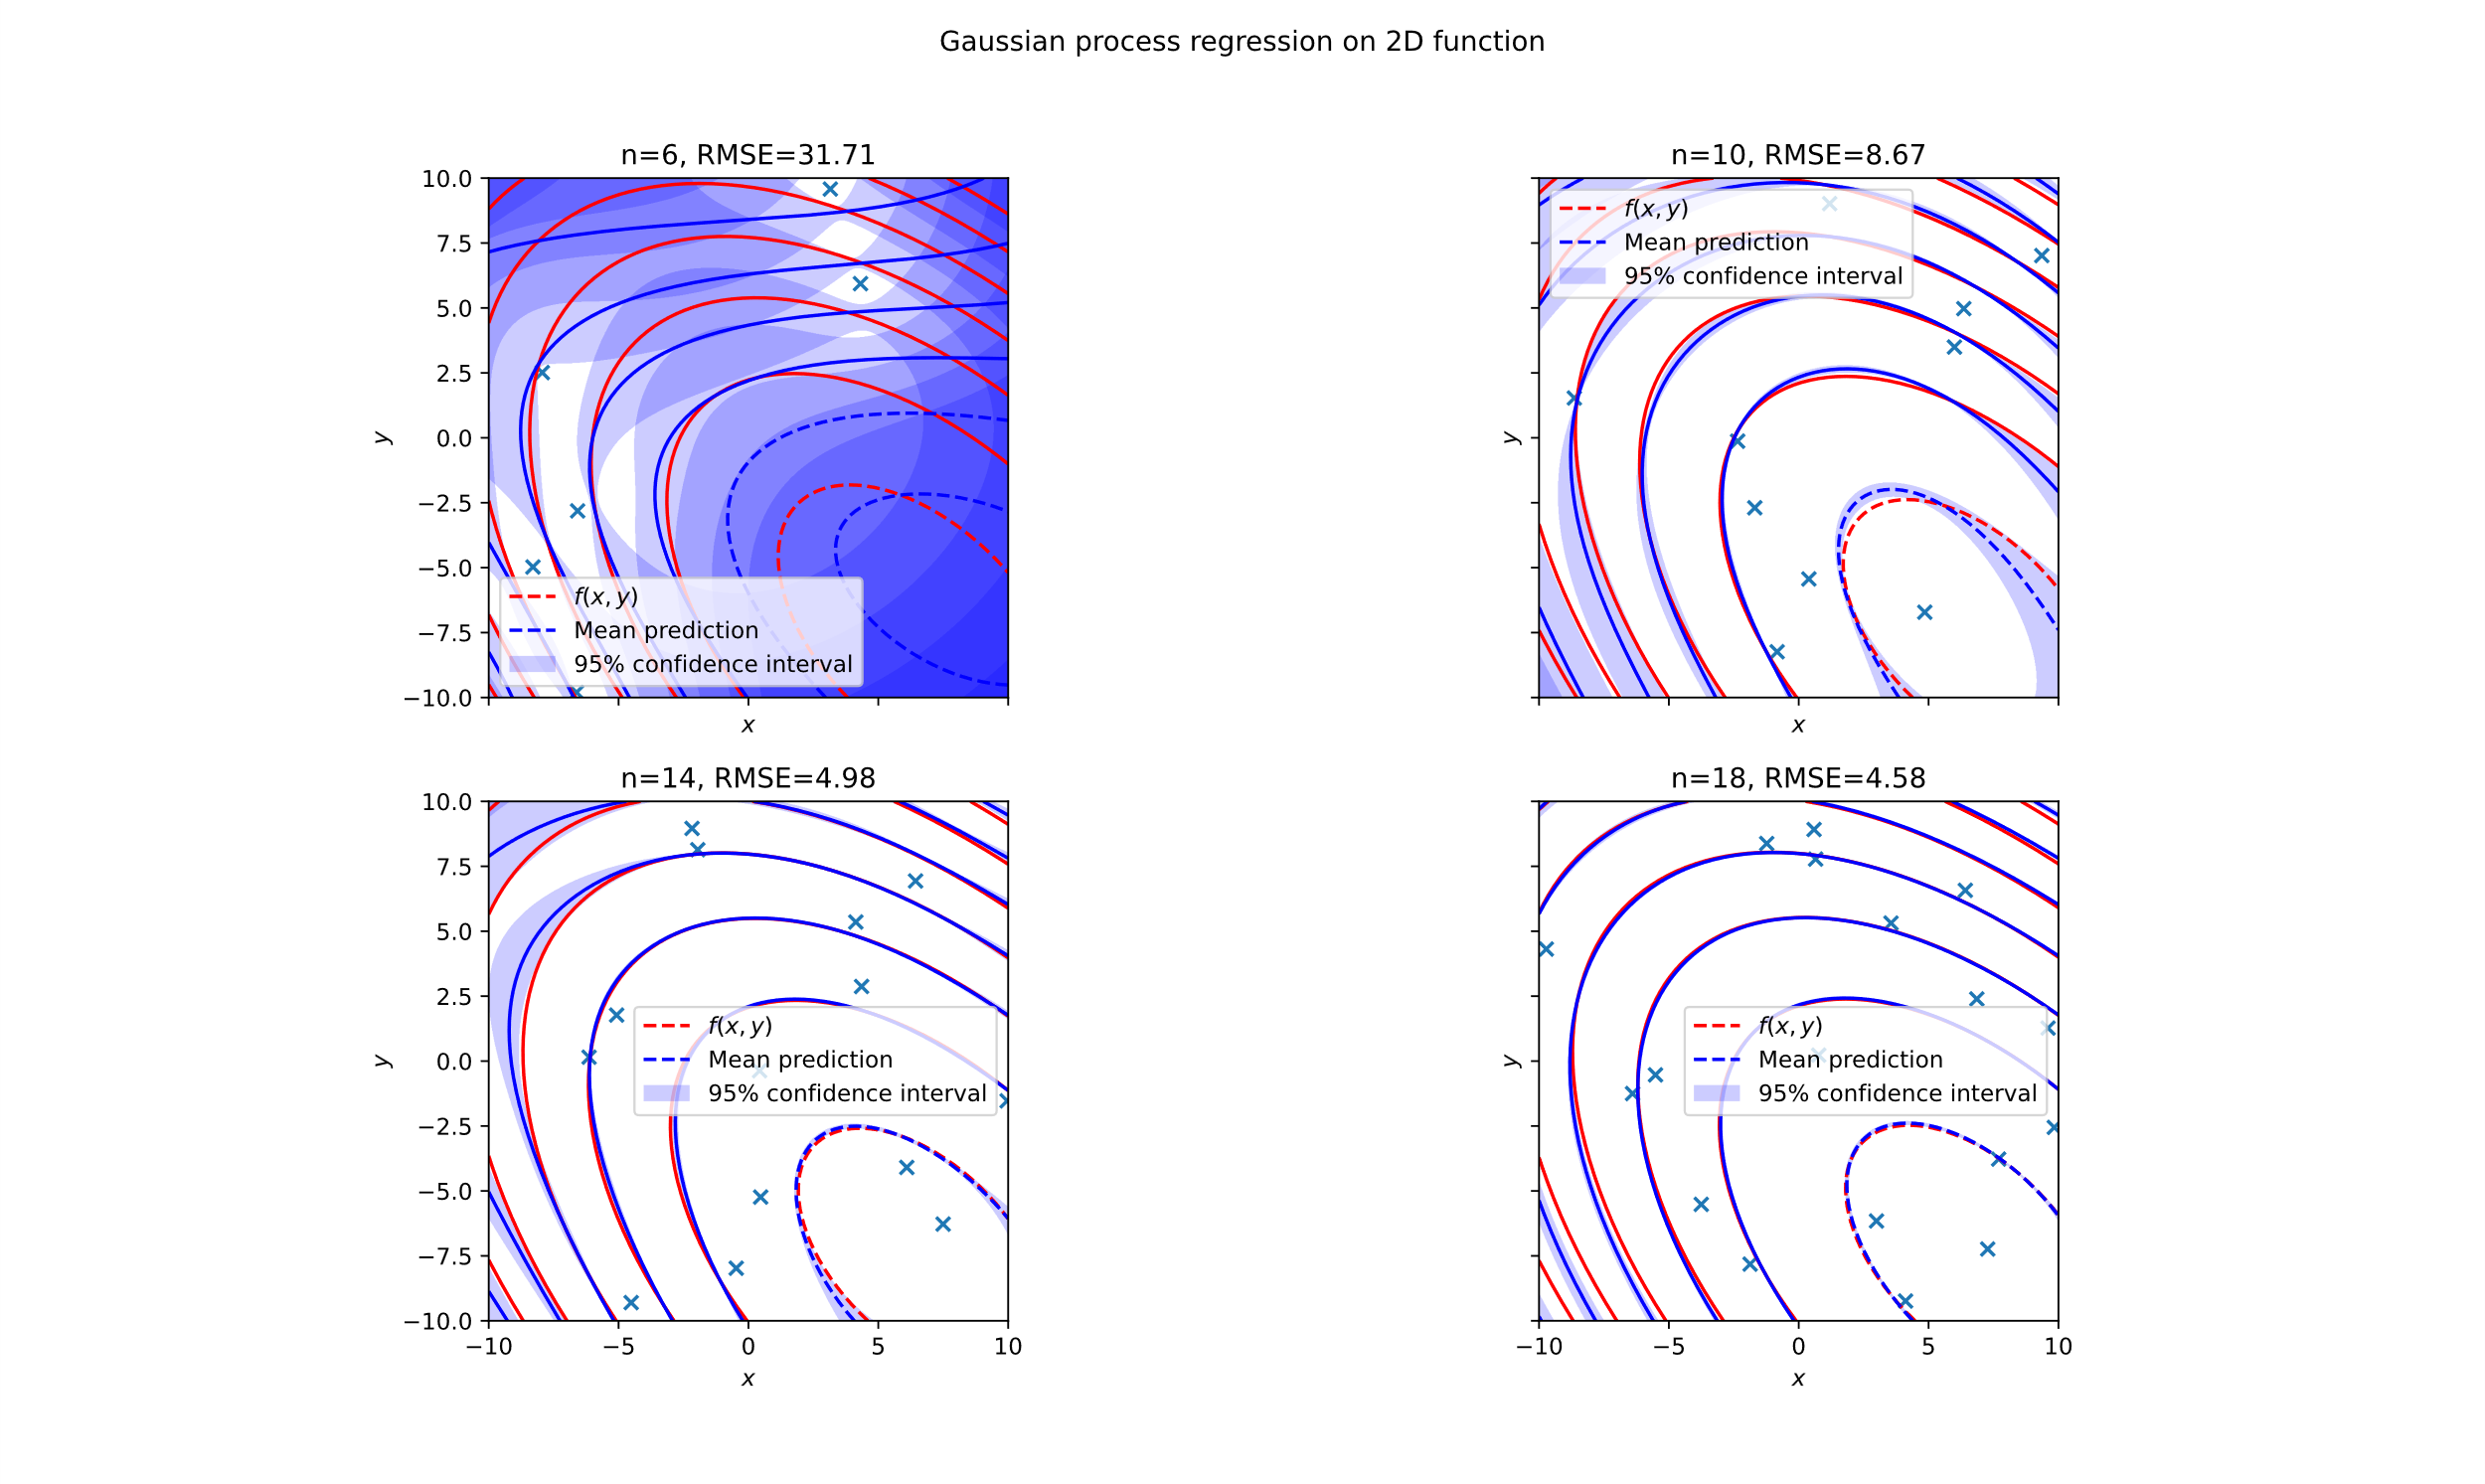 Gaussian process regression on 2D function
n=6, RMSE=31.71
10.0
7.5
5.0
2.5
0.0
−2.5
−5.0
−7.5
−10.0
y
x
f(x, y)
Mean prediction
95% confidence interval
n=10, RMSE=8.67
y
x
f(x, y)
Mean prediction
95% confidence interval
n=14, RMSE=4.98
10.0
7.5
5.0
2.5
0.0
−2.5
−5.0
−7.5
−10.0
y
f(x, y)
Mean prediction
95% confidence interval
−10 −5 0 5 10
x
n=18, RMSE=4.58
y
f(x, y)
Mean prediction
95% confidence interval
−10 −5 0 5 10
x